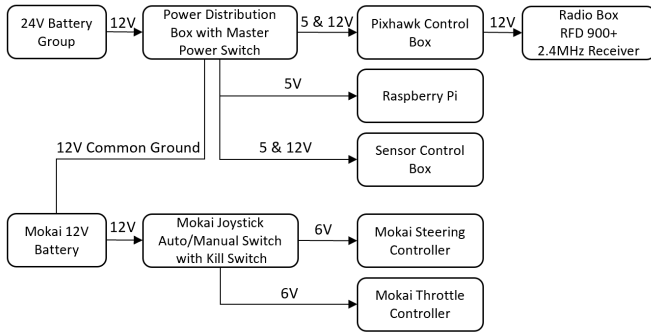 24V Battery
Group
12V
Power Distribution
Box with Master
Power Switch
5 & 12V
Pixhawk Control
Box
12V
Radio Box
RFD 900+
2.4MHz Receiver
5V
Raspberry Pi
12V Common Ground
5 & 12V
Sensor Control
Box
Mokai 12V
Battery
12V
Mokai Joystick
Auto/Manual Switch
with Kill Switch
6V
Mokai Steering
Controller
6V
Mokai Throttle
Controller